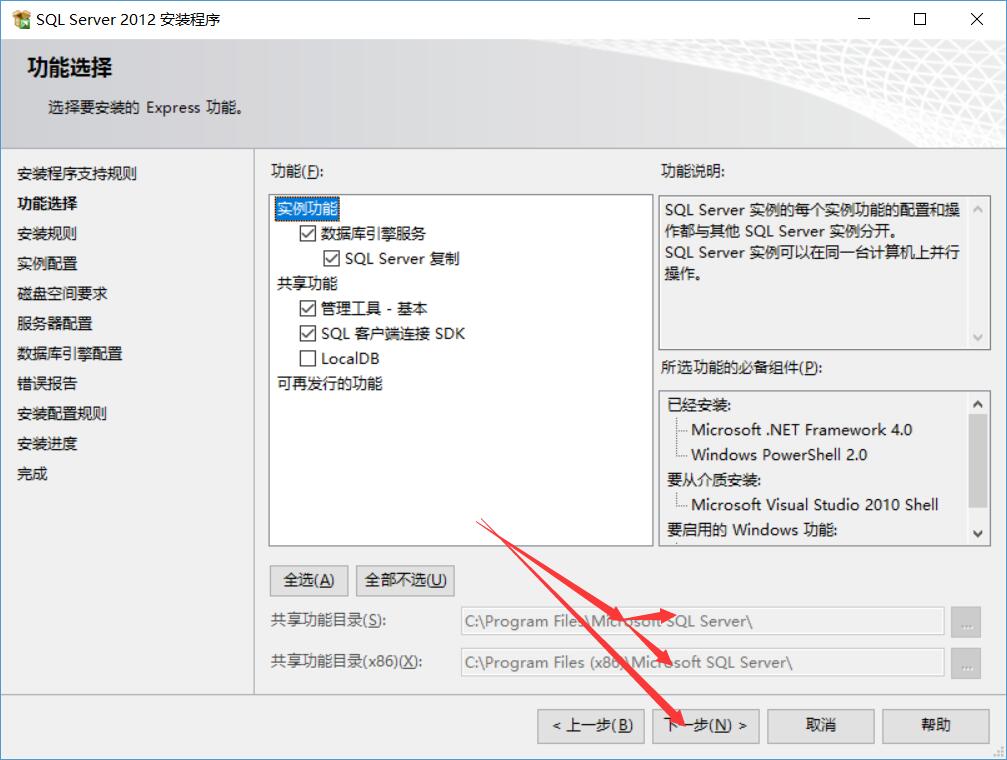 SQL Server 2012 安装程序
功能选择
选择要安装的 Express 功能。
安装程序支持规则
功能选择
安装规则
实例配置
磁盘空间要求
服务器配置
数据库引擎配置
错误报告
安装配置规则
安装进度
完成
功能(F):
实例功能
数据库引擎服务
SQL Server 复制
共享功能
管理工具 - 基本
SQL 客户端连接 SDK
LocalDB
可再发行的功能
功能说明:
SQL Server 实例的每个实例功能的配置和操
作都与其他 SQL Server 实例分开。
SQL Server 实例可以在同一台计算机上并行
操作。
所选功能的必备组件(P):
已经安装:
Microsoft .NET Framework 4.0
Windows PowerShell 2.0
要从介质安装:
Microsoft Visual Studio 2010 Shell
要启用的 Windows 功能:
全选(A) 全部不选(U)
共享功能目录(S): C:\Program Files\Microsoft SQL Server\ ...
共享功能目录(x86)(X): C:\Program Files (x86)\Microsoft SQL Server\ ...
< 上一步(B) 下一步(N) > 取消 帮助